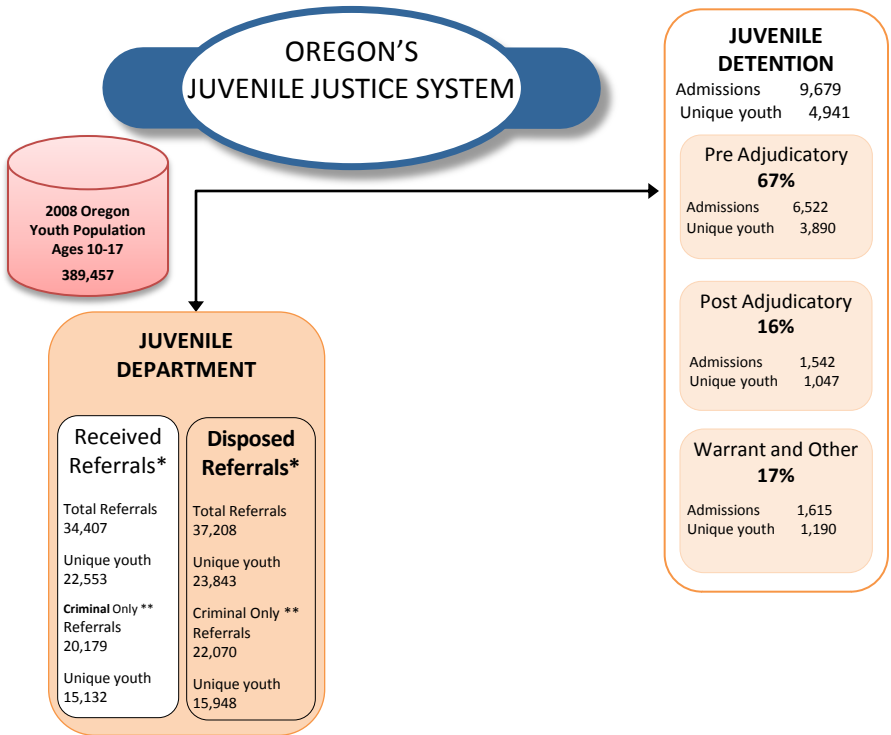 OREGON'S
JUVENILE JUSTICE SYSTEM
2008 Oregon
Youth Population
Ages 10-17
389,457
JUVENILE
DEPARTMENT
Received
Referrals*
Total Referrals
34,407
Unique youth
22,553
Criminal Only **
Referrals
20,179
Unique youth
15,132
Disposed
Referrals*
Total Referrals
37,208
Unique youth
23,843
Criminal Only **
Referrals
22,070
Unique youth
15,948
JUVENILE
DETENTION
Admissions 9,679
Unique youth 4,941
Pre Adjudicatory
67%
Admissions 6,522
Unique youth 3,890
Post Adjudicatory
16%
Admissions 1,542
Unique youth 1,047
Warrant and Other
17%
Admissions 1,615
Unique youth 1,190